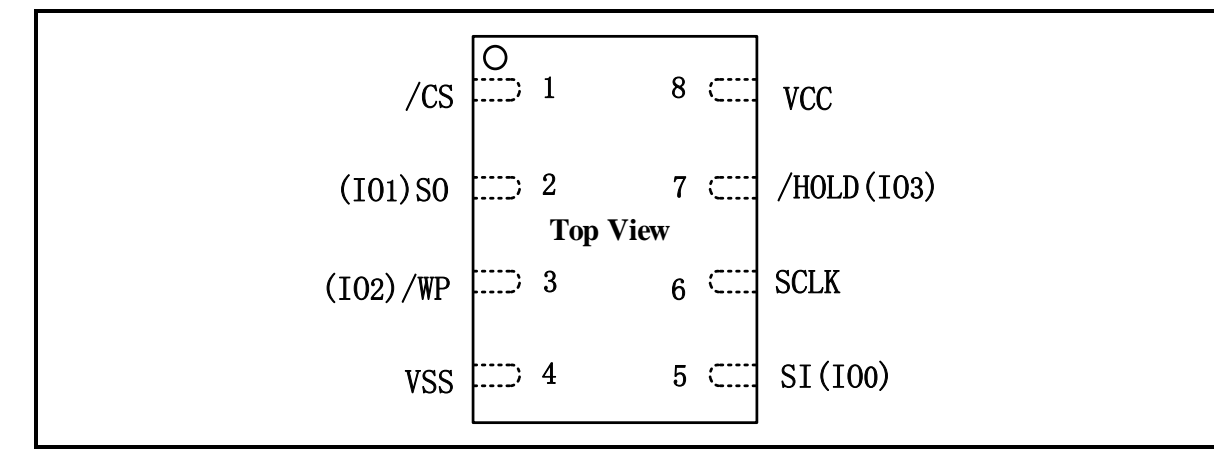 /CS 1 8 VCC
(IO1)SO 2 7 /HOLD(IO3)
Top View
(IO2)/WP 3 6 SCLK
VSS 4 5 SI(IO0)